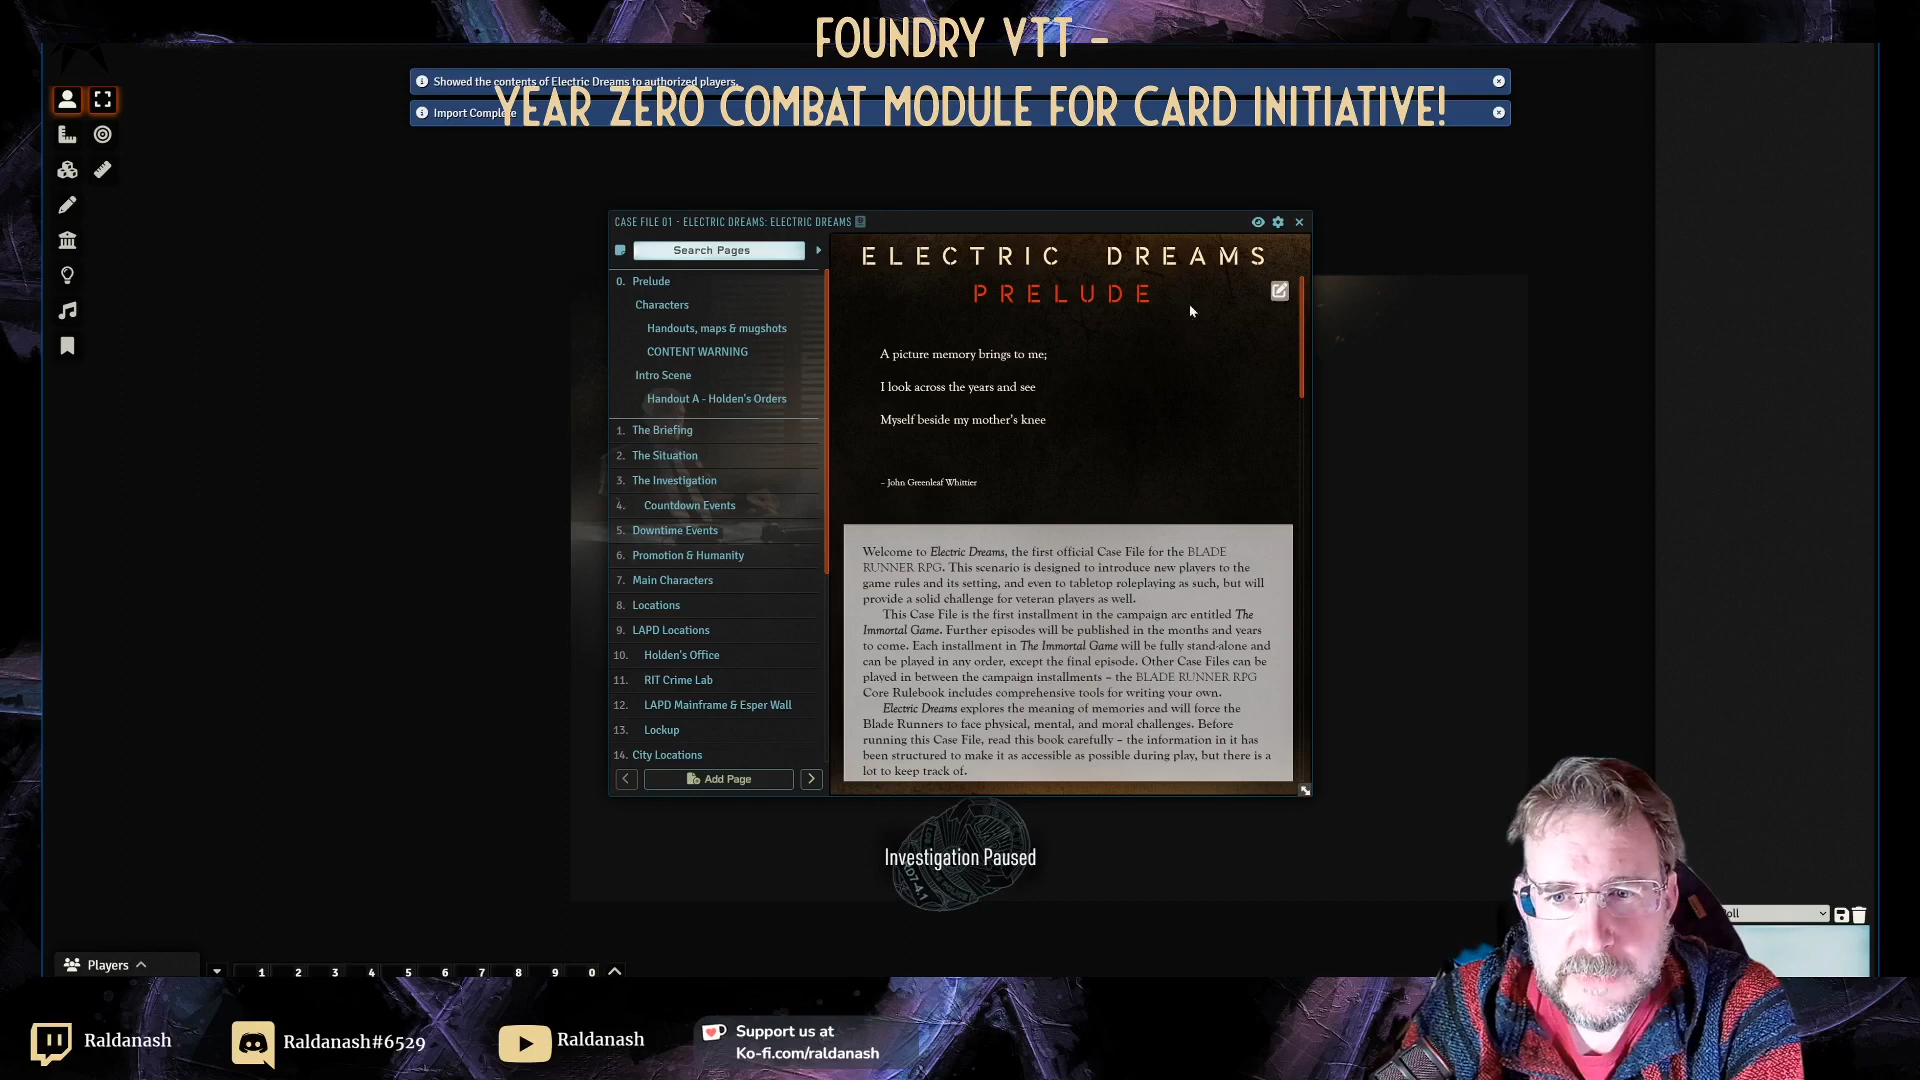 FOUNDRY VTT -
YEAR ZERO COMBAT MODULE FOR CARD INITIATIVE!
Showed the contents of Electric Dreams to authorized players.
Import Complete
CASE FILE 01 - ELECTRIC DREAMS: ELECTRIC DREAMS
Search Pages
0. Prelude
Characters
Handouts, maps & mugshots
CONTENT WARNING
Intro Scene
Handout A - Holden's Orders
1. The Briefing
2. The Situation
3. The Investigation
4. Countdown Events
5. Downtime Events
6. Promotion & Humanity
7. Main Characters
8. Locations
9. LAPD Locations
10. Holden's Office
11. RIT Crime Lab
12. LAPD Mainframe & Esper Wall
13. Lockup
14. City Locations
Add Page
ELECTRIC DREAMS
PRELUDE
A picture memory brings to me;
I look across the years and see
Myself beside my mother's knee
– John Greenleaf Whittier
Welcome to Electric Dreams, the first official Case File for the BLADE
RUNNER RPG. This scenario is designed to introduce new players to the
game rules and its setting, and even to tabletop roleplaying as such, but will
provide a solid challenge for veteran players as well.
This Case File is the first installment in the campaign arc entitled The
Immortal Game. Further episodes will be published in the months and years
to come. Each installment in The Immortal Game will be fully stand-alone and
can be played in any order, except the final episode. Other Case Files can be
played in between the campaign installments – the BLADE RUNNER RPG
Core Rulebook includes comprehensive tools for writing your own.
Electric Dreams explores the meaning of memories and will force the
Blade Runners to face physical, mental, and moral challenges. Before
running this Case File, read this book carefully – the information in it has
been structured to make it as accessible as possible during play, but there is a
lot to keep track of.
Investigation Paused
Players
1 2 3 4 5 6 7 8 9 0
Raldanash
Raldanash#6529
Raldanash
Support us at
Ko-fi.com/raldanash